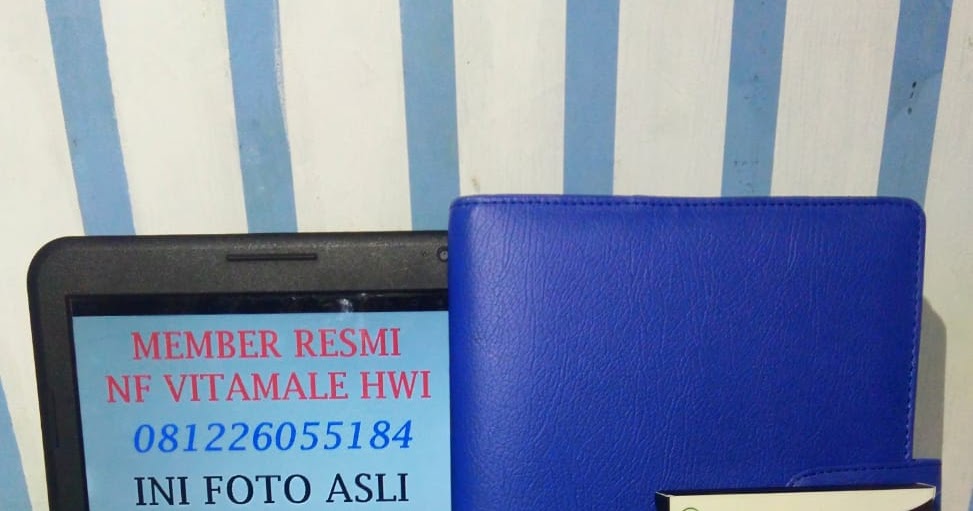 MEMBER RESMI
NF VITAMALE HWI
081226055184
INI FOTO ASLI